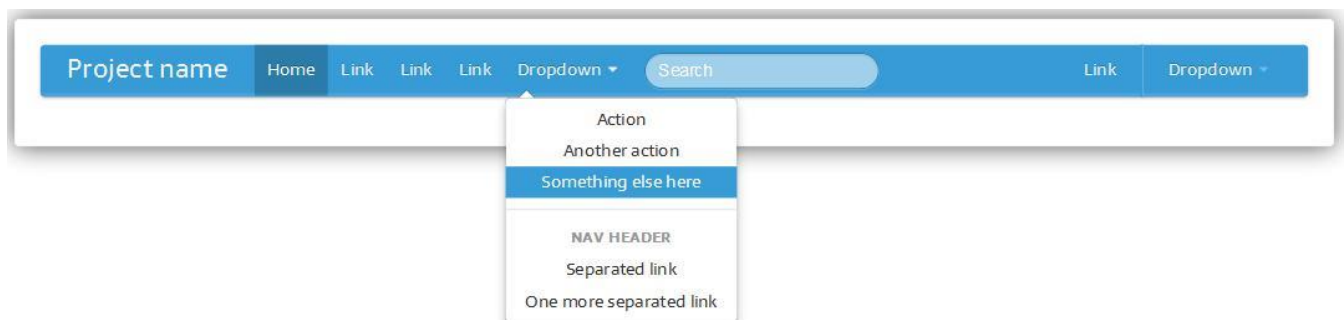 Project name Home Link Link Link Dropdown Search Link Dropdown
Action
Another action
Something else here
NAV HEADER
Separated link
One more separated link